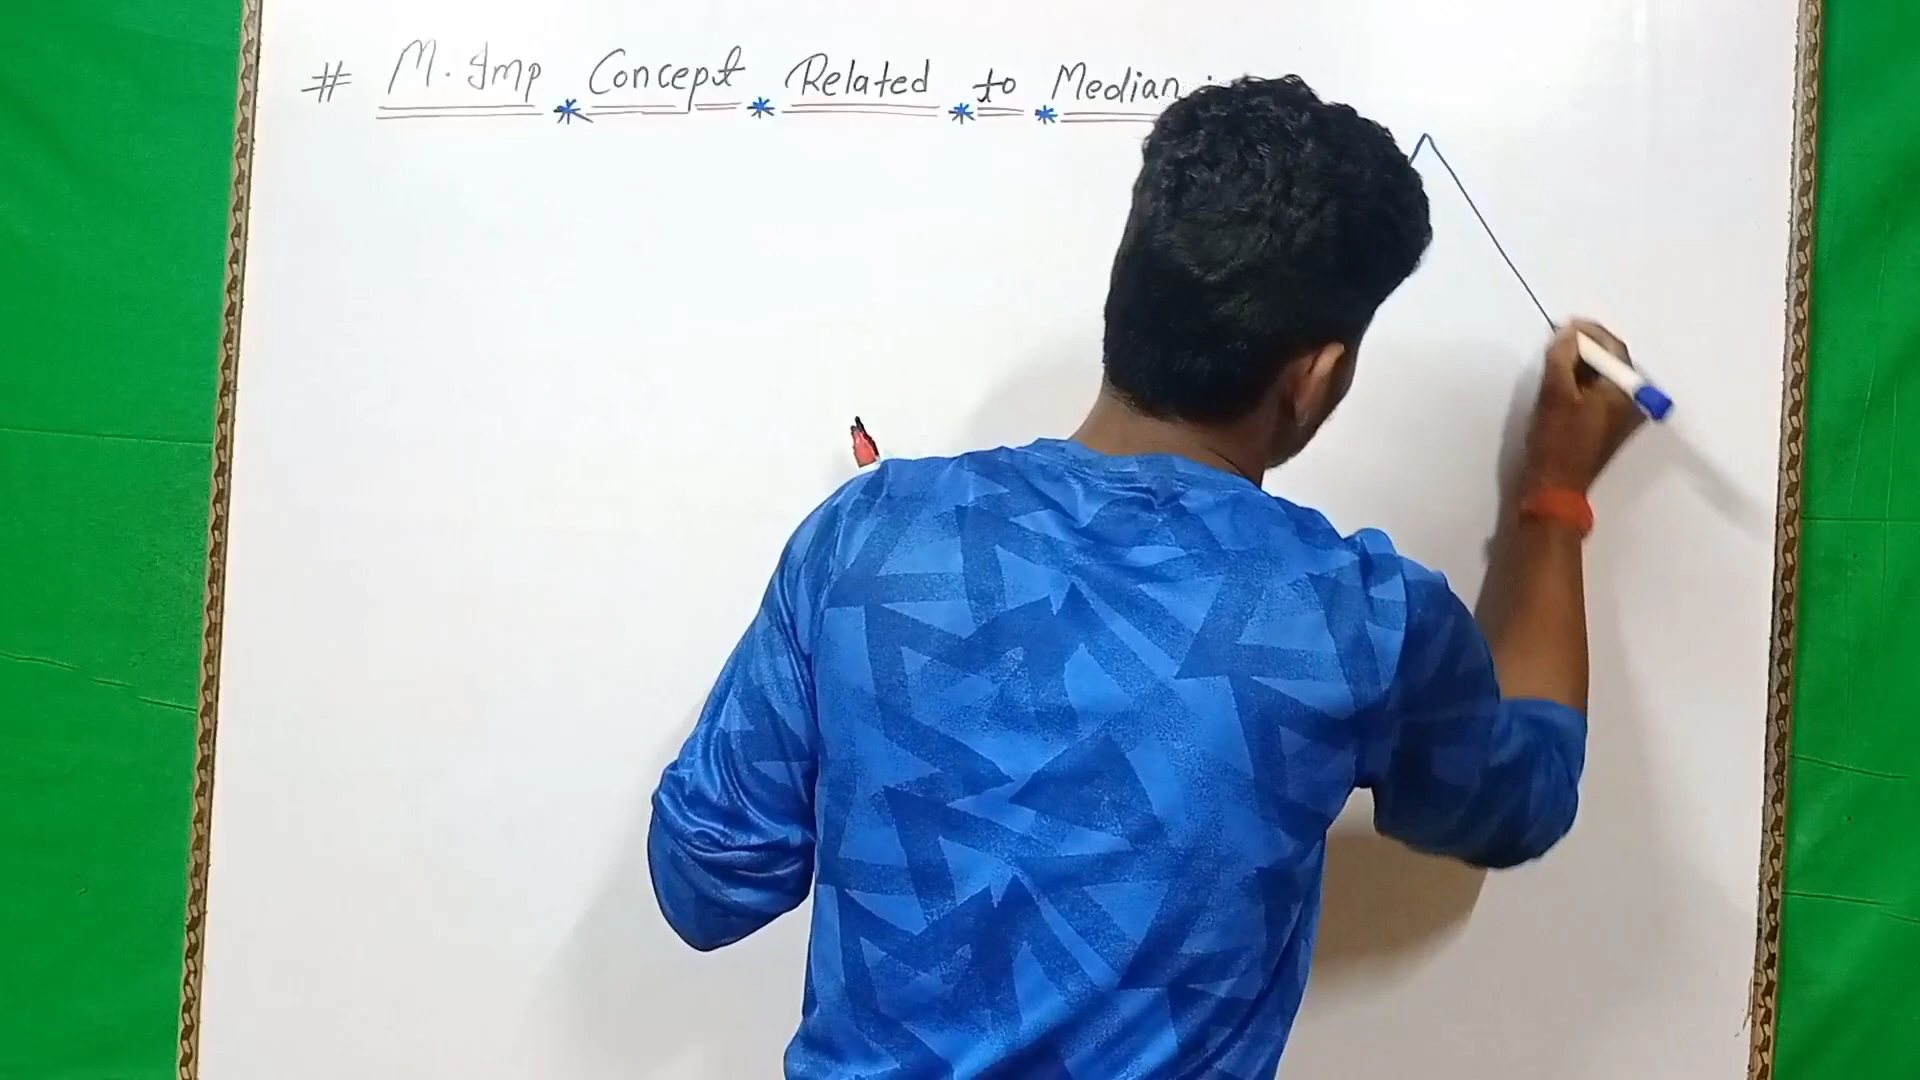 # M. Imp * Concept * Related * to * Median :